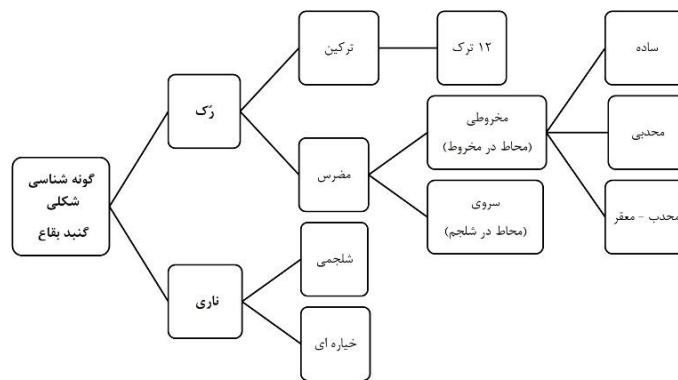 گونه شناسی
شکلی
گنبد بقاع
رُک
ترکین
۱۲ ترک
مضرس
مخروطی
(محاط در مخروط)
ساده
محدبی
محدب - معقر
سروی
(محاط در شلجم)
ناری
شلجمی
خیاره ای